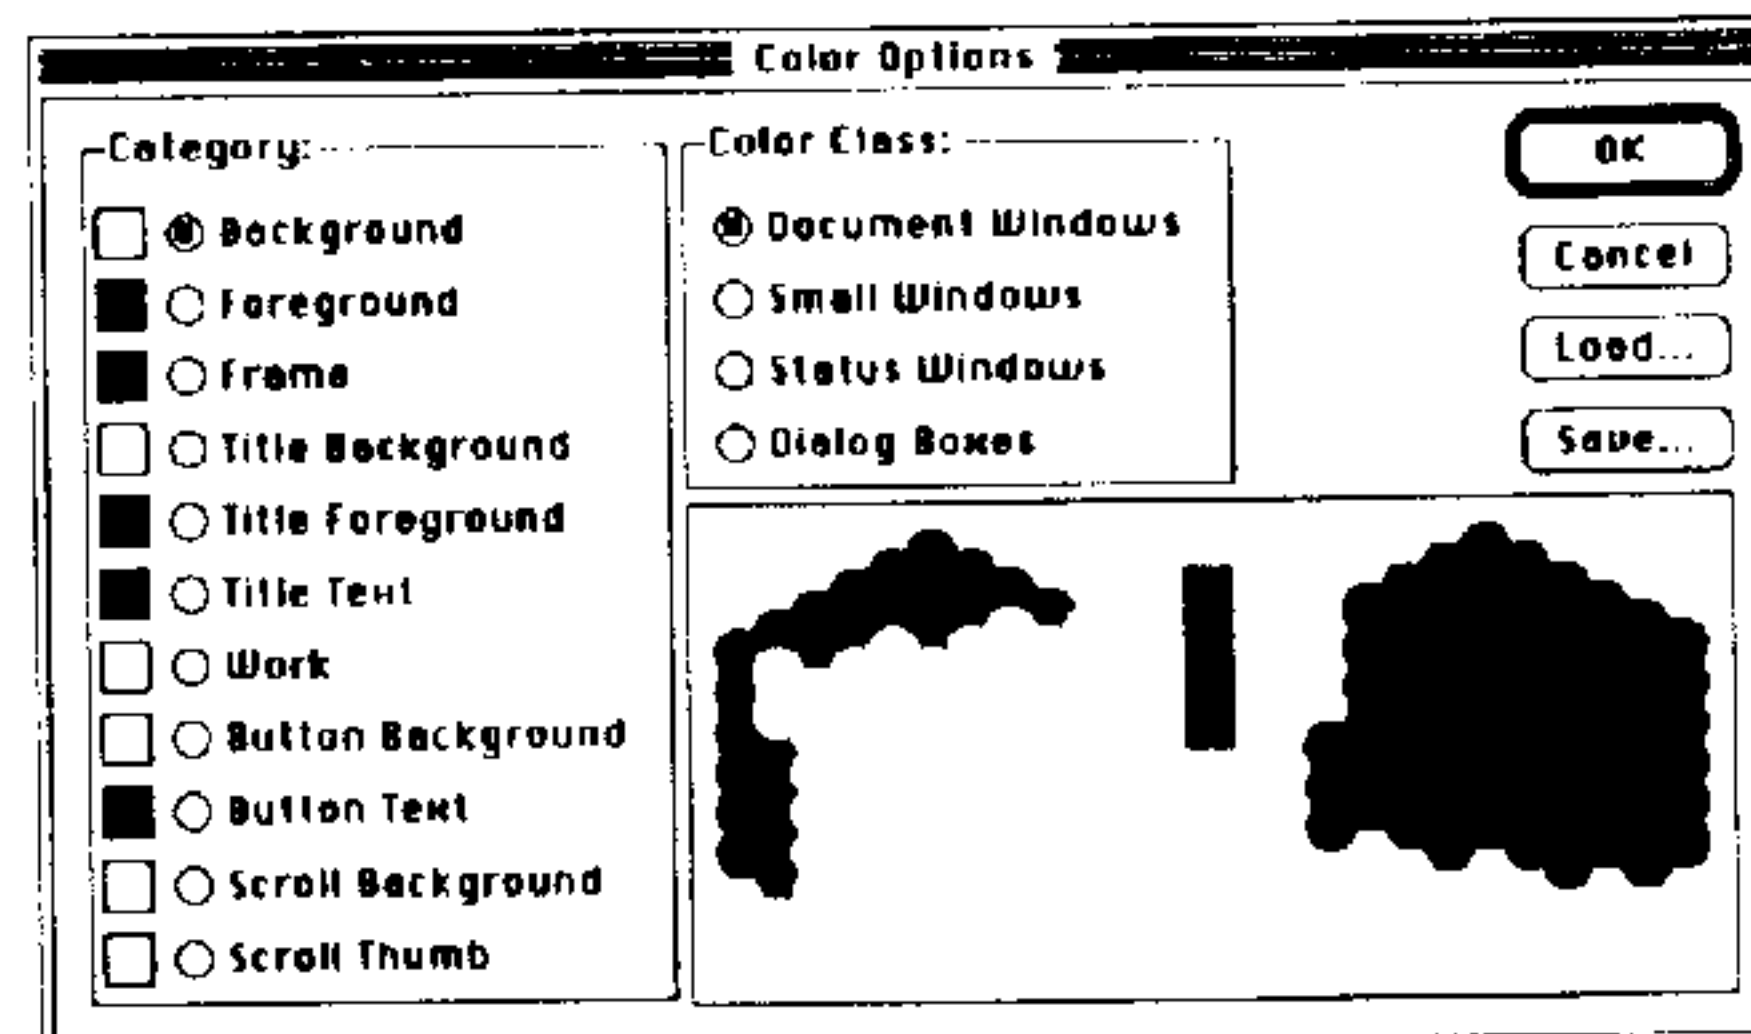 Color Options
Category:
Background
Foreground
Frame
Title Background
Title Foreground
Title Text
Work
Button Background
Button Text
Scroll Background
Scroll Thumb
Color Class:
Document Windows
Small Windows
Status Windows
Dialog Boxes
OK
Cancel
Load...
Save...